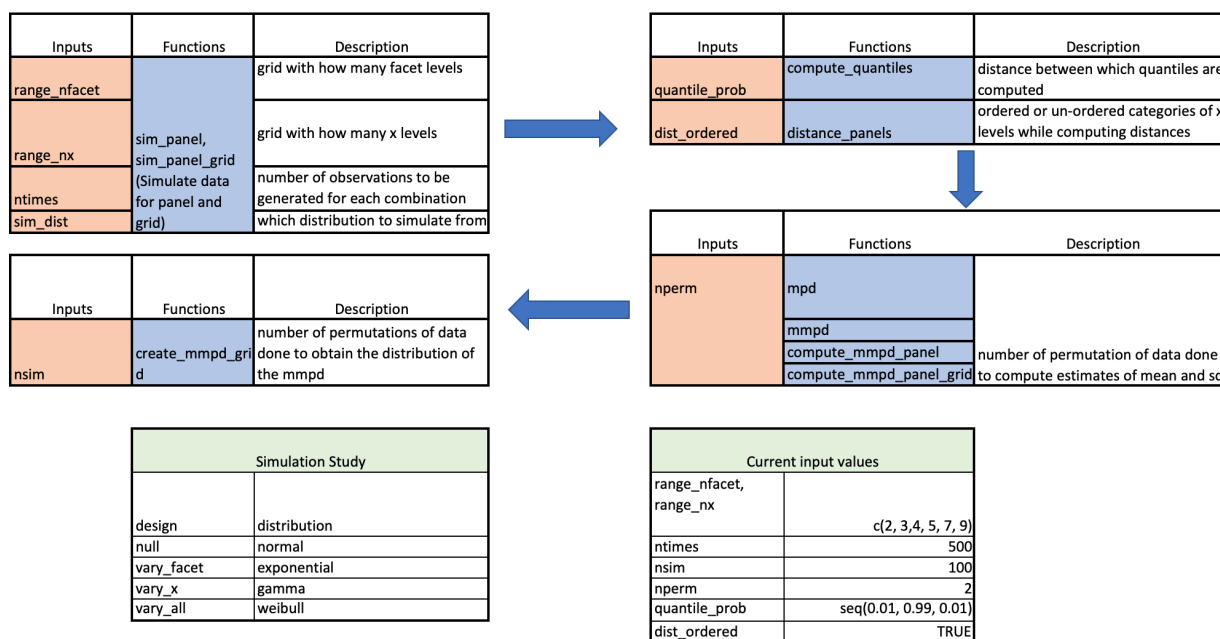 Inputs Functions Description
range_nfacet
grid with how many facet levels
range_nx
grid with how many x levels
sim_panel,
sim_panel_grid
(Simulate data
for panel and
grid)
ntimes
number of observations to be
generated for each combination
sim_dist
which distribution to simulate from
Inputs Functions Description
quantile_prob
compute_quantiles
distance between which quantiles are
computed
dist_ordered
distance_panels
ordered or un-ordered categories of x
levels while computing distances
Inputs Functions Description
nperm
mpd
mmpd
compute_mmpd_panel
compute_mmpd_panel_grid
number of permutation of data done
to compute estimates of mean and
Inputs Functions Description
nsim
create_mmpd_gri
d
number of permutations of data
done to obtain the distribution of
the mmpd
Simulation Study
design distribution
null normal
vary_facet exponential
vary_x gamma
vary_all weibull
Current input values
range_nfacet,
range_nx
c(2, 3,4, 5, 7, 9)
ntimes 500
nsim 100
nperm 2
quantile_prob seq(0.01, 0.99, 0.01)
dist_ordered TRUE